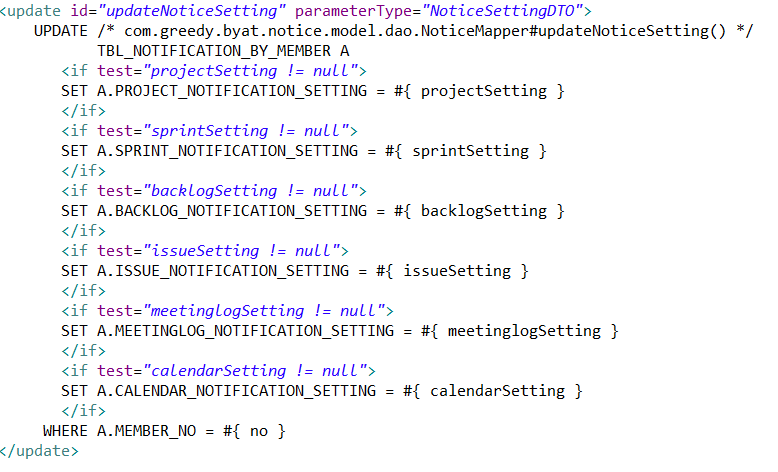 <update id="updateNoticeSetting" parameterType="NoticeSettingDTO">
UPDATE /* com.greedy.byat.notice.model.dao.NoticeMapper#updateNoticeSetting() */
TBL_NOTIFICATION_BY_MEMBER A
<if test="projectSetting != null">
SET A.PROJECT_NOTIFICATION_SETTING = #{ projectSetting }
</if>
<if test="sprintSetting != null">
SET A.SPRINT_NOTIFICATION_SETTING = #{ sprintSetting }
</if>
<if test="backlogSetting != null">
SET A.BACKLOG_NOTIFICATION_SETTING = #{ backlogSetting }
</if>
<if test="issueSetting != null">
SET A.ISSUE_NOTIFICATION_SETTING = #{ issueSetting }
</if>
<if test="meetinglogSetting != null">
SET A.MEETINGLOG_NOTIFICATION_SETTING = #{ meetinglogSetting }
</if>
<if test="calendarSetting != null">
SET A.CALENDAR_NOTIFICATION_SETTING = #{ calendarSetting }
</if>
WHERE A.MEMBER_NO = #{ no }
</update>